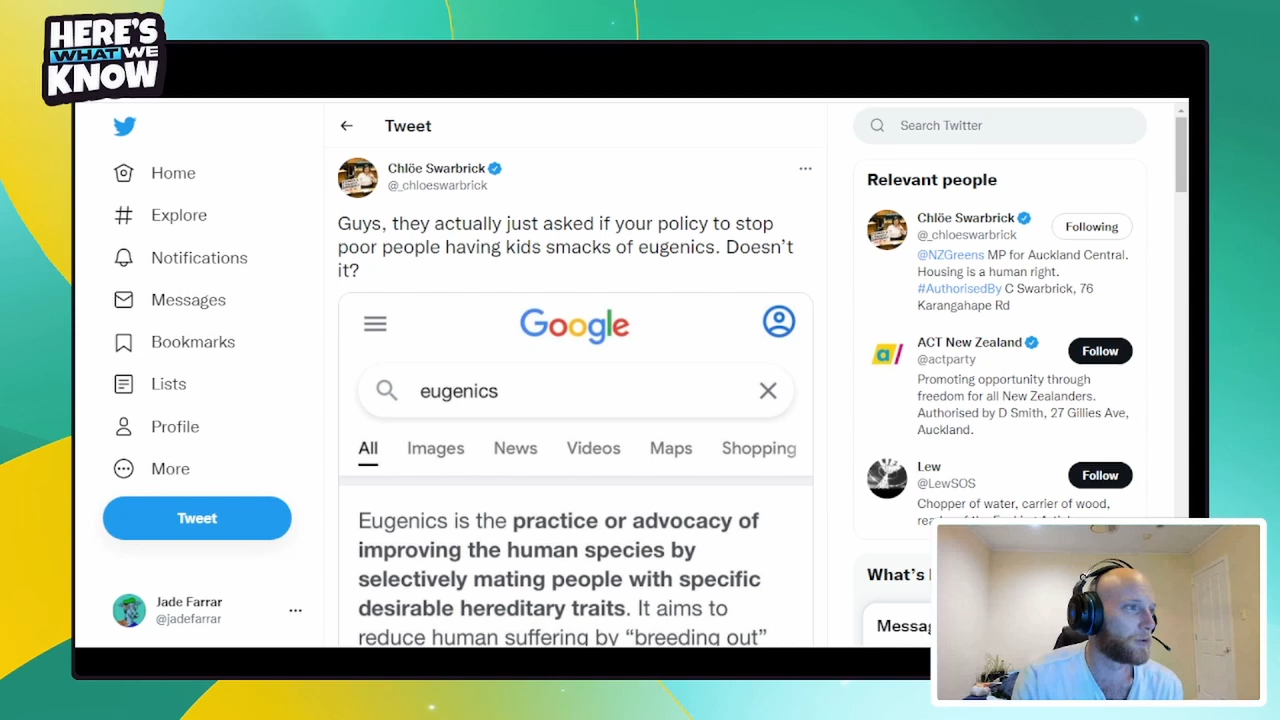 HERE'S
WHAT WE
KNOW
Home
Explore
Notifications
Messages
Bookmarks
Lists
Profile
More
Tweet
Jade Farrar
@jadefarrar
Tweet
Chlöe Swarbrick
@_chloeswarbrick
Guys, they actually just asked if your policy to stop
poor people having kids smacks of eugenics. Doesn't
it?
Google
eugenics
All Images News Videos Maps Shopping
Eugenics is the practice or advocacy of
improving the human species by
selectively mating people with specific
desirable hereditary traits. It aims to
reduce human suffering by “breeding out”
Search Twitter
Relevant people
Chlöe Swarbrick
@_chloeswarbrick
Following
@NZGreens MP for Auckland Central.
Housing is a human right.
#AuthorisedBy C Swarbrick, 76
Karangahape Rd
ACT New Zealand
@actparty
Follow
Promoting opportunity through
freedom for all New Zealanders.
Authorised by D Smith, 27 Gillies Ave,
Auckland.
Lew
@LewSOS
Follow
Chopper of water, carrier of wood,
What's
Messa